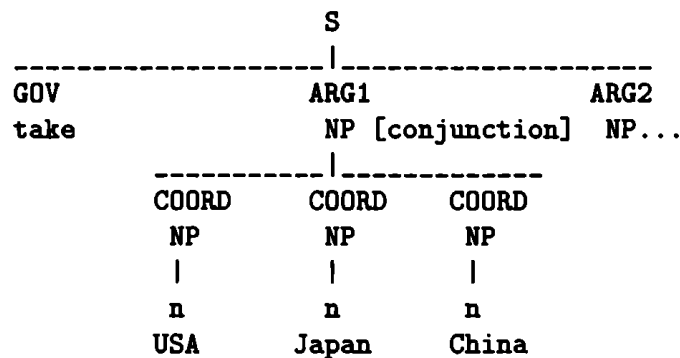 S
GOV ARG1 ARG2
take NP [conjunction] NP...
COORD COORD COORD
NP NP NP
n n n
USA Japan China